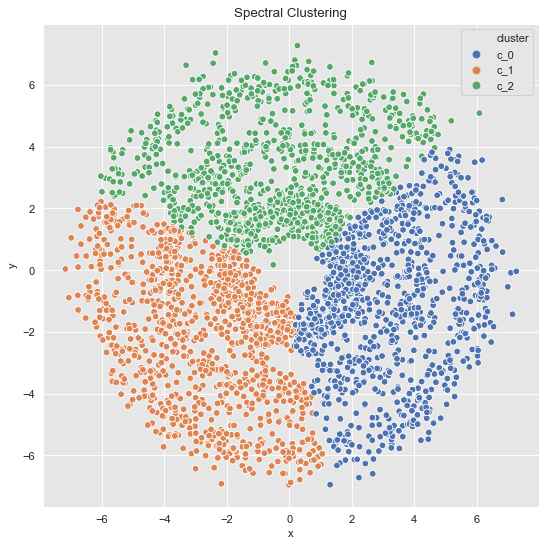 Spectral Clustering
cluster
c_0
c_1
c_2
6
4
2
0
−2
−4
−6
y
−6 −4 −2 0 2 4 6
x